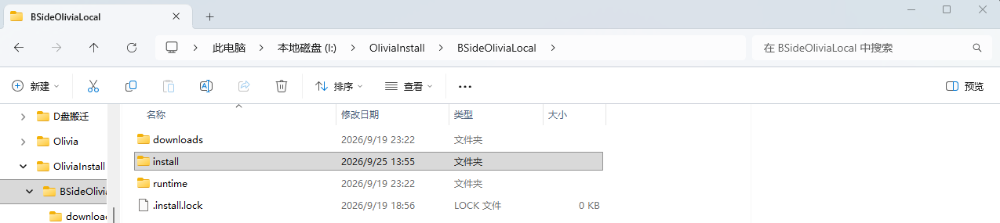 BSideOliviaLocal
此电脑 本地磁盘 (I:) OliviaInstall BSideOliviaLocal
在 BSideOliviaLocal 中搜索
新建 排序 查看 预览
名称 修改日期 类型 大小
D盘搬迁
Olivia
OliviaInstall
BSideOlivia
downloac
downloads 2026/9/19 23:22 文件夹
install 2026/9/25 13:55 文件夹
runtime 2026/9/19 23:22 文件夹
.install.lock 2026/9/19 18:56 LOCK 文件 0 KB